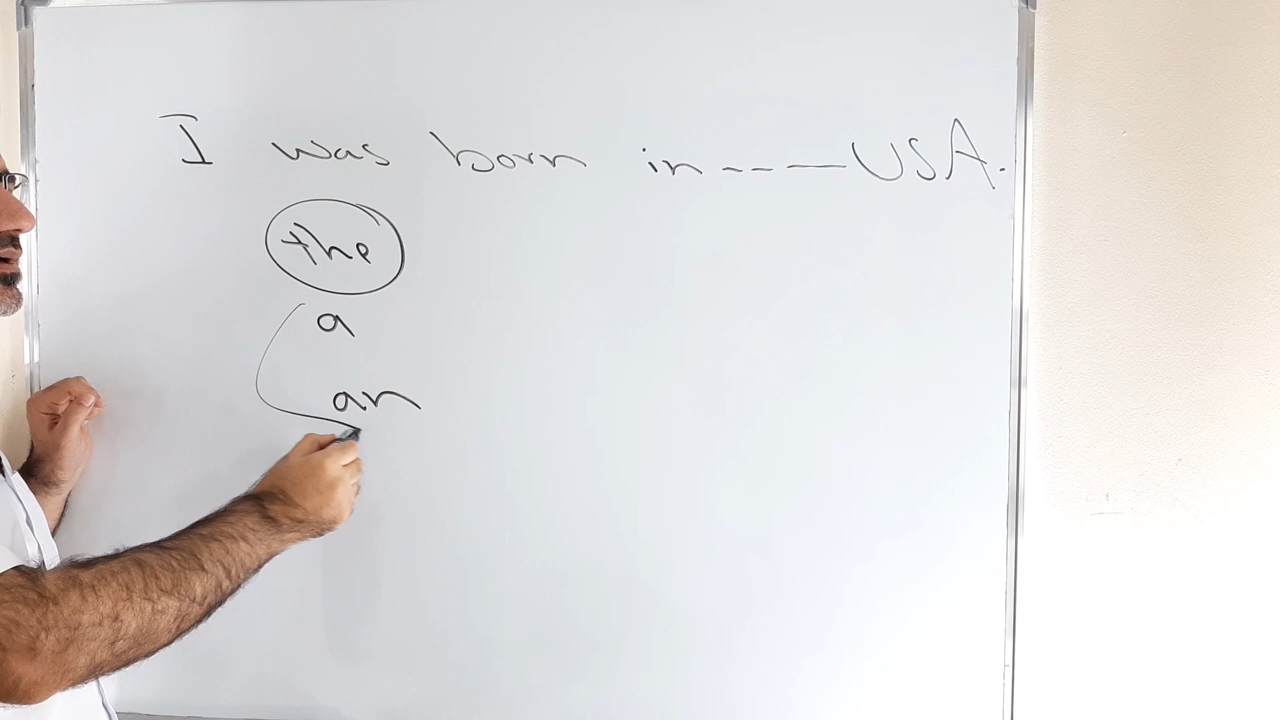 I was born in ---- USA.
the
a
an